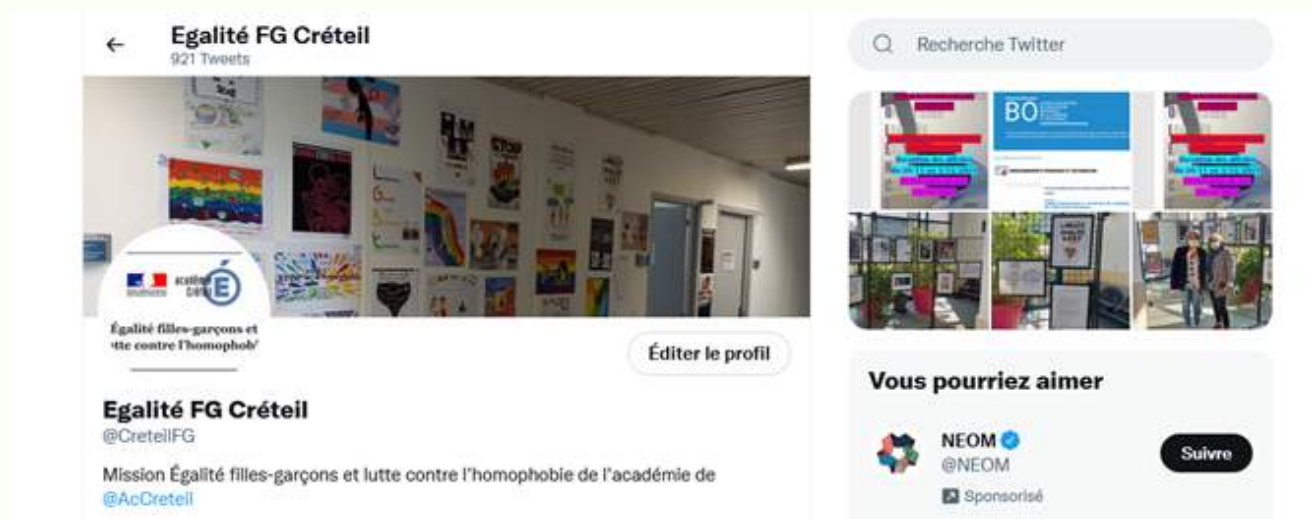 Egalité FG Créteil
921 Tweets
Recherche Twitter
BO
académie
Créteil
É
Égalité filles-garçons et
tte contre l'homophob
Éditer le profil
Egalité FG Créteil
@CreteilFG
Mission Égalité filles-garçons et lutte contre l'homophobie de l'académie de
@AcCreteil
Vous pourriez aimer
NEOM
@NEOM
Suivre
Sponsorisé